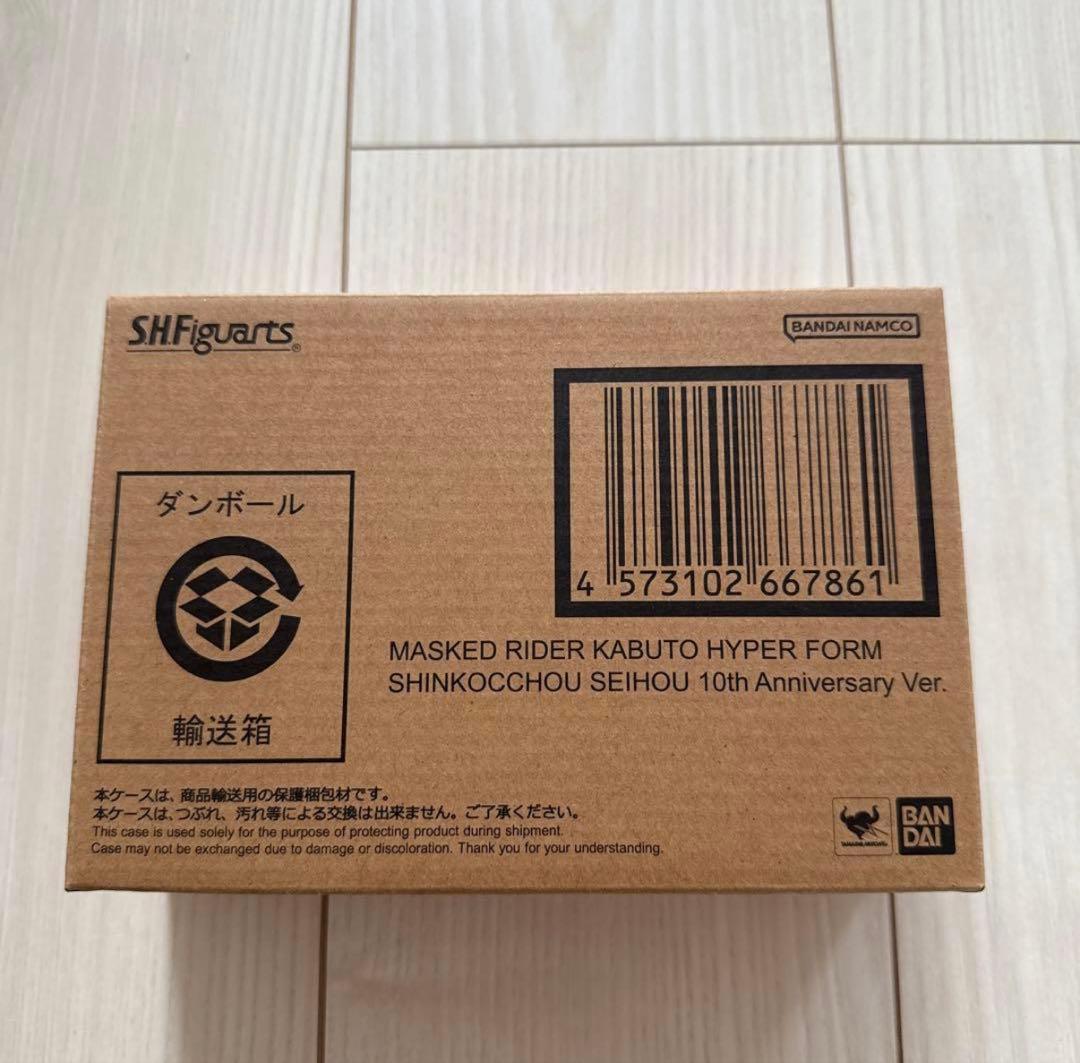 S.H.Figuarts
BANDAI NAMCO
4 573102 667861
ダンボール
輸送箱
MASKED RIDER KABUTO HYPER FORM
SHINKOCCHOU SEIHOU 10th Anniversary Ver.
本ケースは、商品輸送用の保護梱包材です。
本ケースは、つぶれ、汚れ等による交換は出来ません。ご了承ください。
This case is used solely for the purpose of protecting product during shipment.
Case may not be exchanged due to damage or discoloration. Thank you for your understanding.
BAN
DAI